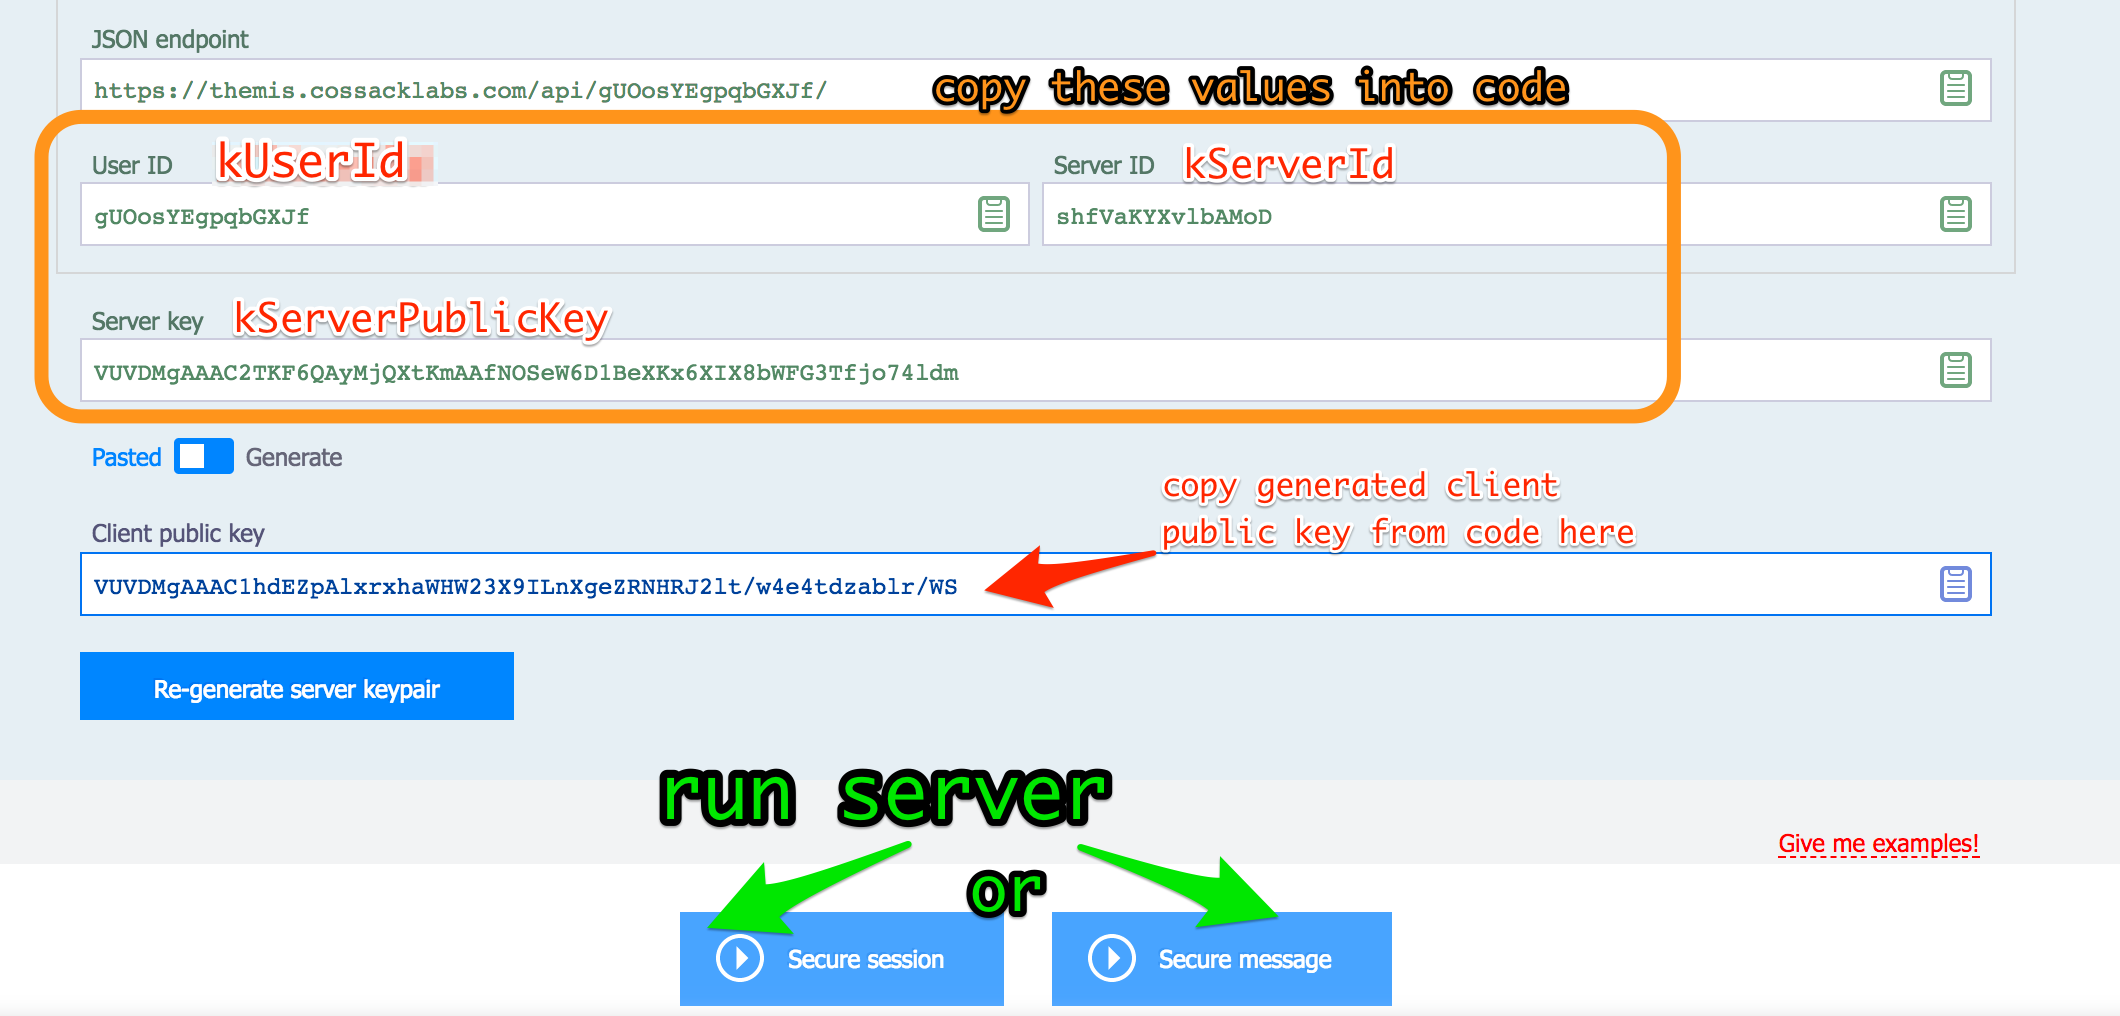 JSON endpoint
https://themis.cossacklabs.com/api/gUOosYEgpqbGXJf/
copy these values into code
User ID kUserId
Server ID kServerId
gUOosYEgpqbGXJf
shfVaKYXvlbAMoD
Server key kServerPublicKey
VUVDMgAAAC2TKF6QAyMjQXtKmAAfNOSeW6D1BeXKx6XIX8bWFG3Tfjo74ldm
Pasted Generate
copy generated client
public key from code here
Client public key
VUVDMgAAAC1hdEZpAlxrxhaWHW23X9ILnXgeZRNHRJ2lt/w4e4tdzablr/WS
Re-generate server keypair
run server
Give me examples!
or
Secure session
Secure message